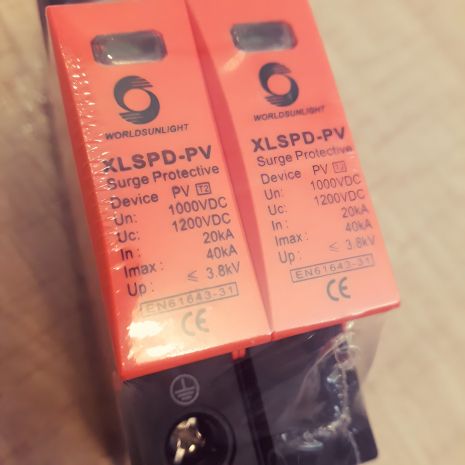 WORLDSUNLIGHT
XLSPD-PV
Surge Protective
Device PV T2
Un: 1000VDC
Uc: 1200VDC
In : 20kA
Imax : 40kA
Up : ≤ 3.8kV
EN61643-31
CE
WORLDSUNLIGHT
XLSPD-PV
Surge Protective
Device PV T2
Un: 1000VDC
Uc: 1200VDC
In : 20kA
Imax : 40kA
Up : ≤ 3.8kV
EN61643-31
CE